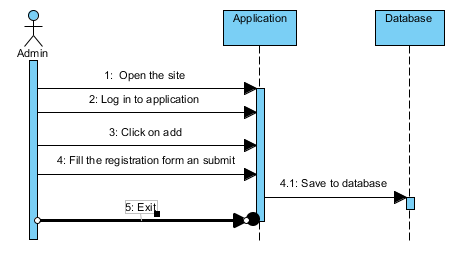 Application
Database
Admin
1:  Open the site
2: Log in to application
3: Click on add
4: Fill the registration form an submit
4.1: Save to database
5: Exit